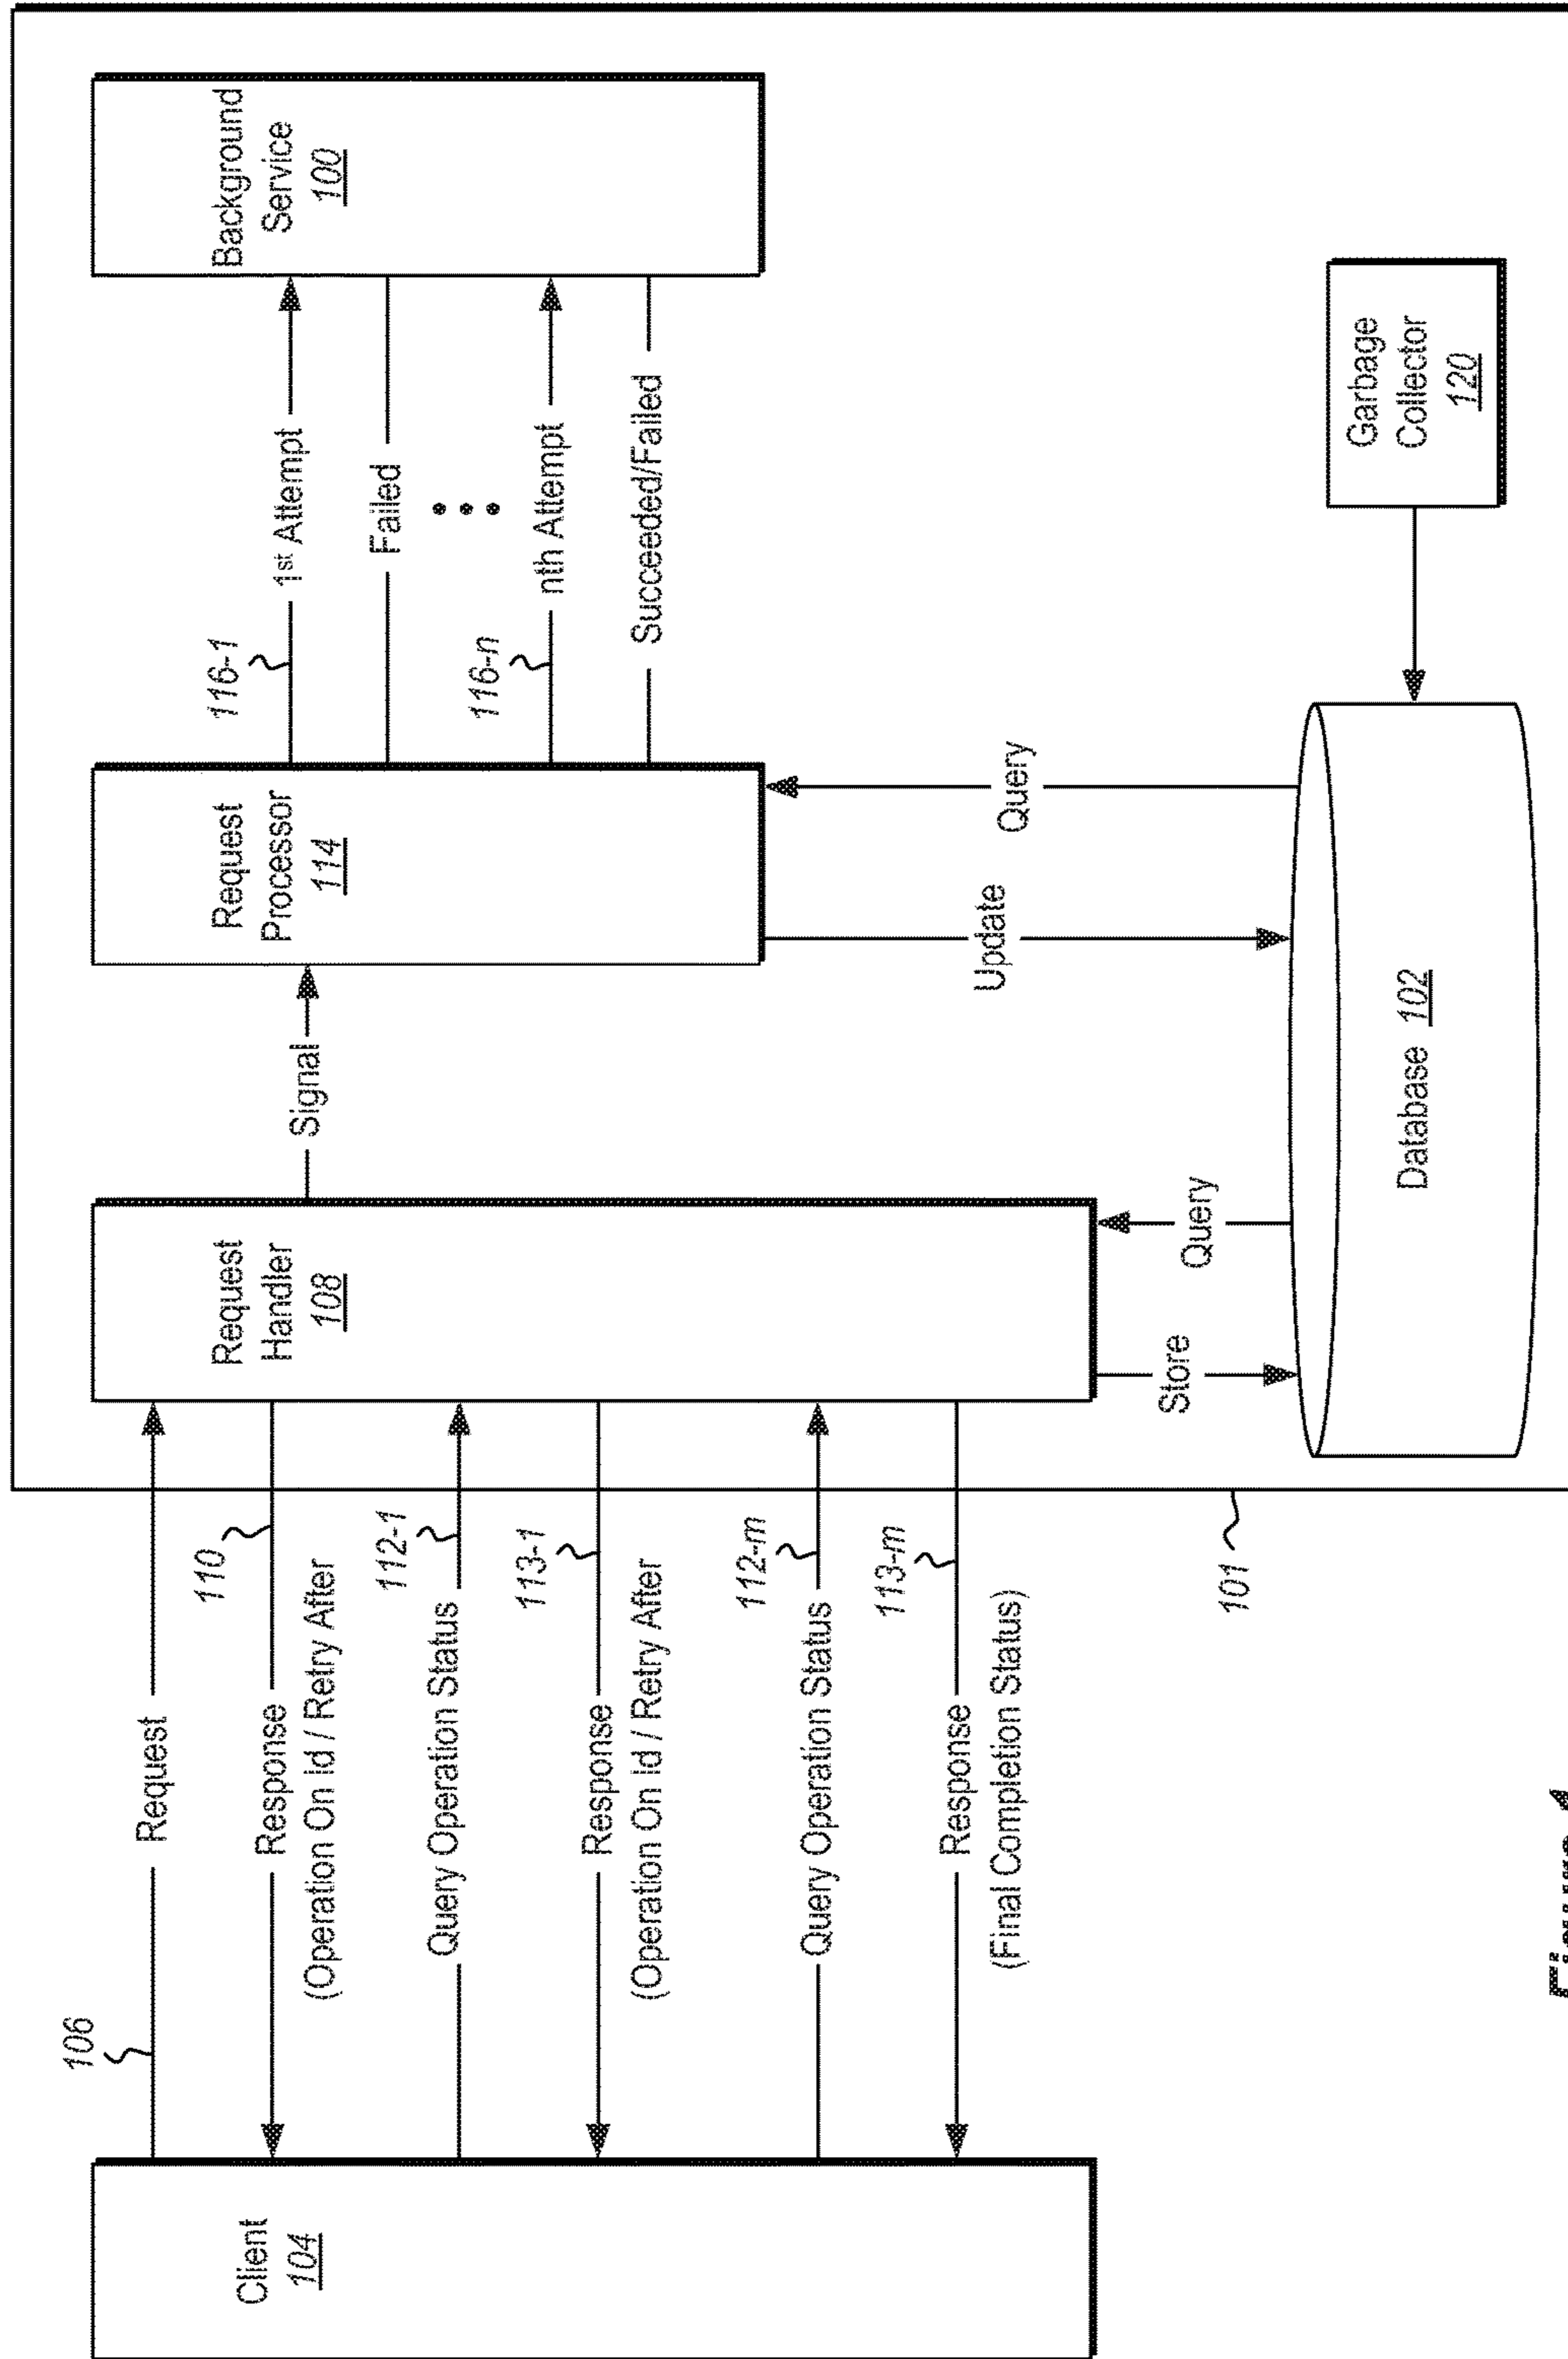 106
Request
110
Response
(Operation On Id / Retry After
112-1
Query Operation Status
113-1
Response
(Operation On Id / Retry After
112-m
Query Operation Status
113-m
Response
(Final Completion Status)
Client
104
Request
Handler
108
Signal
Request
Processor
114
116-1
1st Attempt
Failed
116-n
nth Attempt
Succeeded/Failed
Background
Service
100
Store
Query
Update
Query
Database 102
Garbage
Collector
120
101
Figure 1